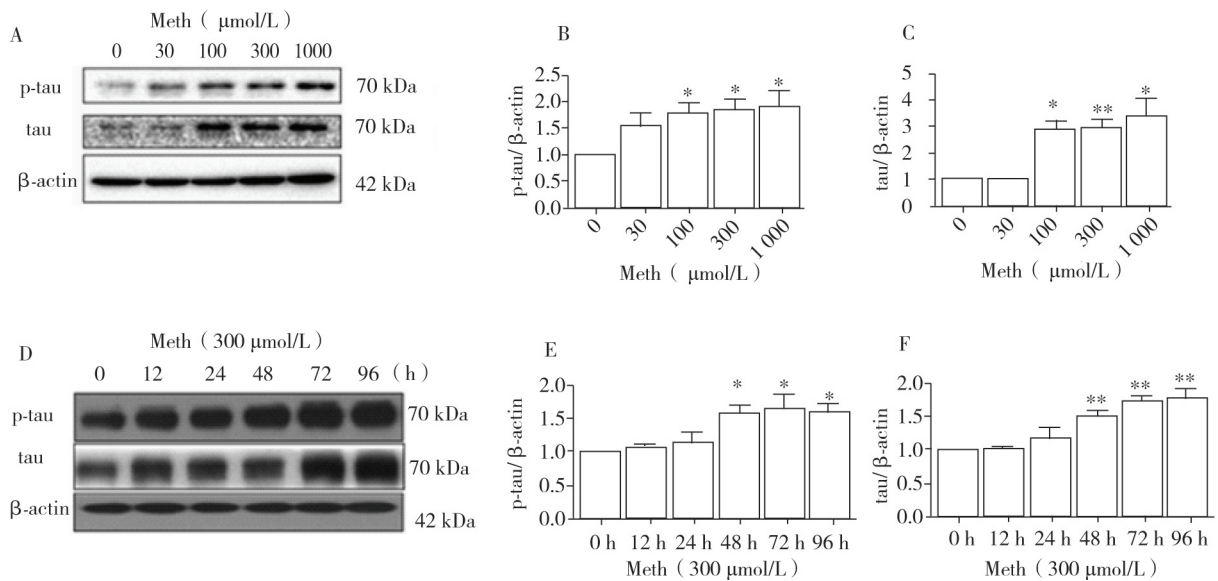 A
Meth ( μmol/L )
0 30 100 300 1000
p-tau 70 kDa
tau 70 kDa
β-actin 42 kDa
B
p-tau/ β-actin
2.5
2.0
1.5
1.0
0.5
0.0
* * *
0 30 100 300 1 000
Meth ( μmol/L )
C
tau/ β-actin
5
4
3
2
1
0
* ** *
0 30 100 300 1 000
Meth ( μmol/L )
D
Meth ( 300 μmol/L )
0 12 24 48 72 96 ( h )
p-tau 70 kDa
tau 70 kDa
β-actin 42 kDa
E
p-tau/ β-actin
2.0
1.5
1.0
0.5
0.0
* * *
0 h 12 h 24 h 48 h 72 h 96 h
Meth ( 300 μmol/L )
F
tau/ β-actin
2.0
1.5
1.0
0.5
0.0
** ** **
0 h 12 h 24 h 48 h 72 h 96 h
Meth ( 300 μmol/L )